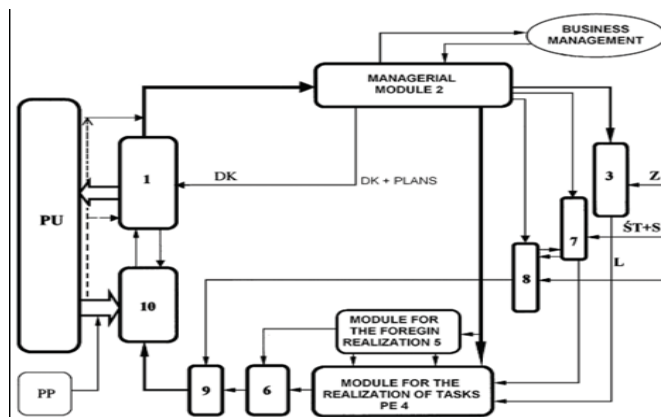 BUSINESS
MANAGEMENT
MANAGERIAL
MODULE 2
PU
1
DK
DK + PLANS
3
Z
7
ŚT+S
L
8
10
MODULE FOR
THE FOREGIN
REALIZATION 5
PP
9
6
MODULE FOR THE
REALIZATION OF TASKS
PE 4